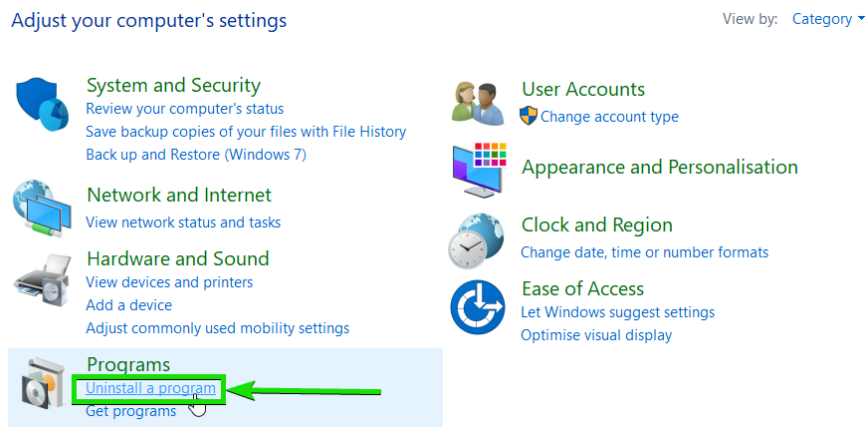 Adjust your computer's settings
View by: Category
System and Security
Review your computer's status
Save backup copies of your files with File History
Back up and Restore (Windows 7)
Network and Internet
View network status and tasks
Hardware and Sound
View devices and printers
Add a device
Adjust commonly used mobility settings
Programs
Uninstall a program
Get programs
User Accounts
Change account type
Appearance and Personalisation
Clock and Region
Change date, time or number formats
Ease of Access
Let Windows suggest settings
Optimise visual display